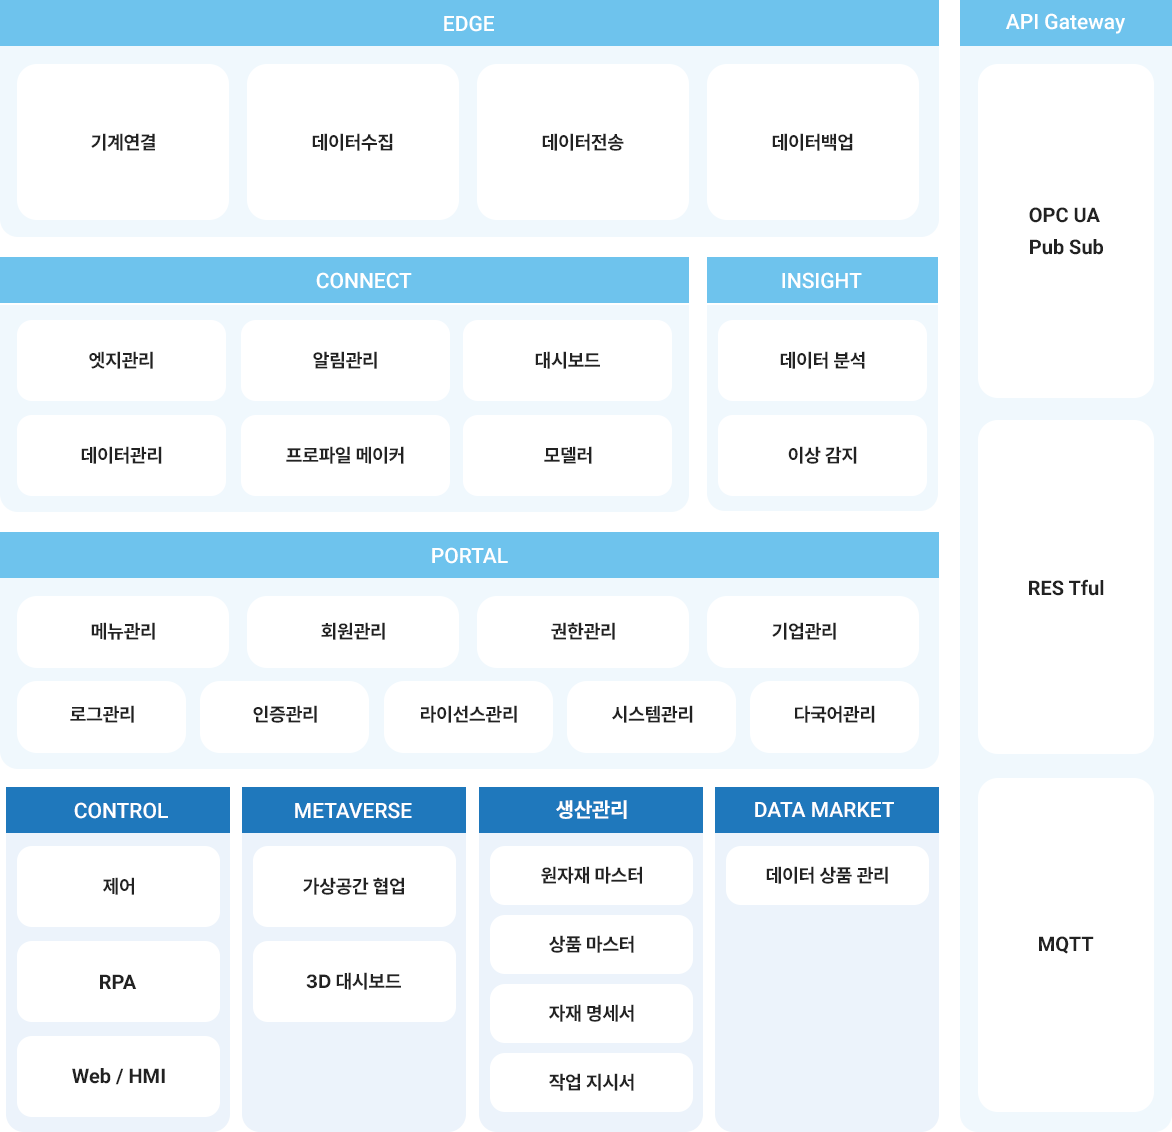 EDGE
기계연결
데이터수집
데이터전송
데이터백업
CONNECT
엣지관리
알림관리
대시보드
데이터관리
프로파일 메이커
모델러
INSIGHT
데이터 분석
이상 감지
PORTAL
메뉴관리
회원관리
권한관리
기업관리
로그관리
인증관리
라이선스관리
시스템관리
다국어관리
CONTROL
제어
RPA
Web / HMI
METAVERSE
가상공간 협업
3D 대시보드
생산관리
원자재 마스터
상품 마스터
자재 명세서
작업 지시서
DATA MARKET
데이터 상품 관리
API Gateway
OPC UA
Pub Sub
RES Tful
MQTT